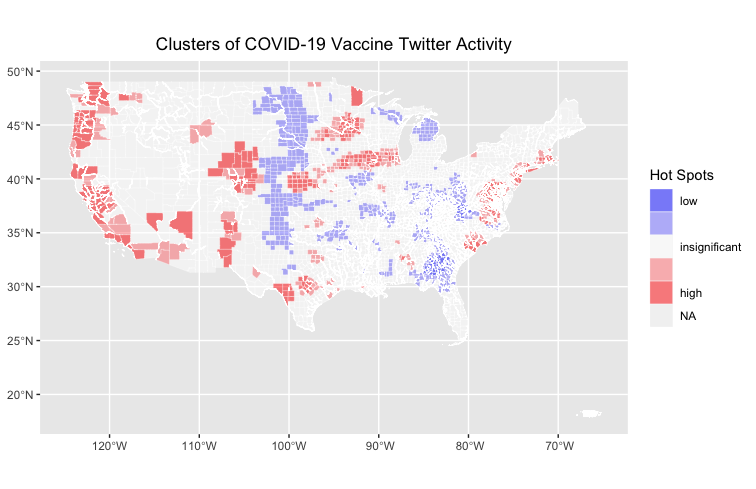 Clusters of COVID-19 Vaccine Twitter Activity
50°N
45°N
40°N
35°N
30°N
25°N
20°N
120°W 110°W 100°W 90°W 80°W 70°W
Hot Spots
low
insignificant
high
NA